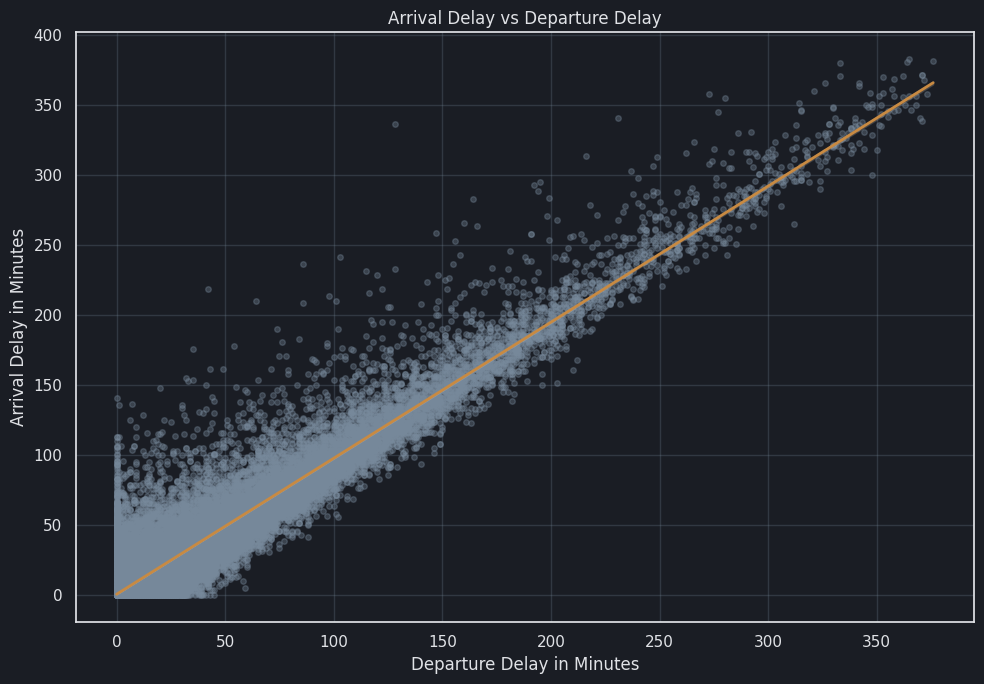 Arrival Delay vs Departure Delay
400
350
300
250
200
150
100
50
0
Arrival Delay in Minutes
0 50 100 150 200 250 300 350
Departure Delay in Minutes